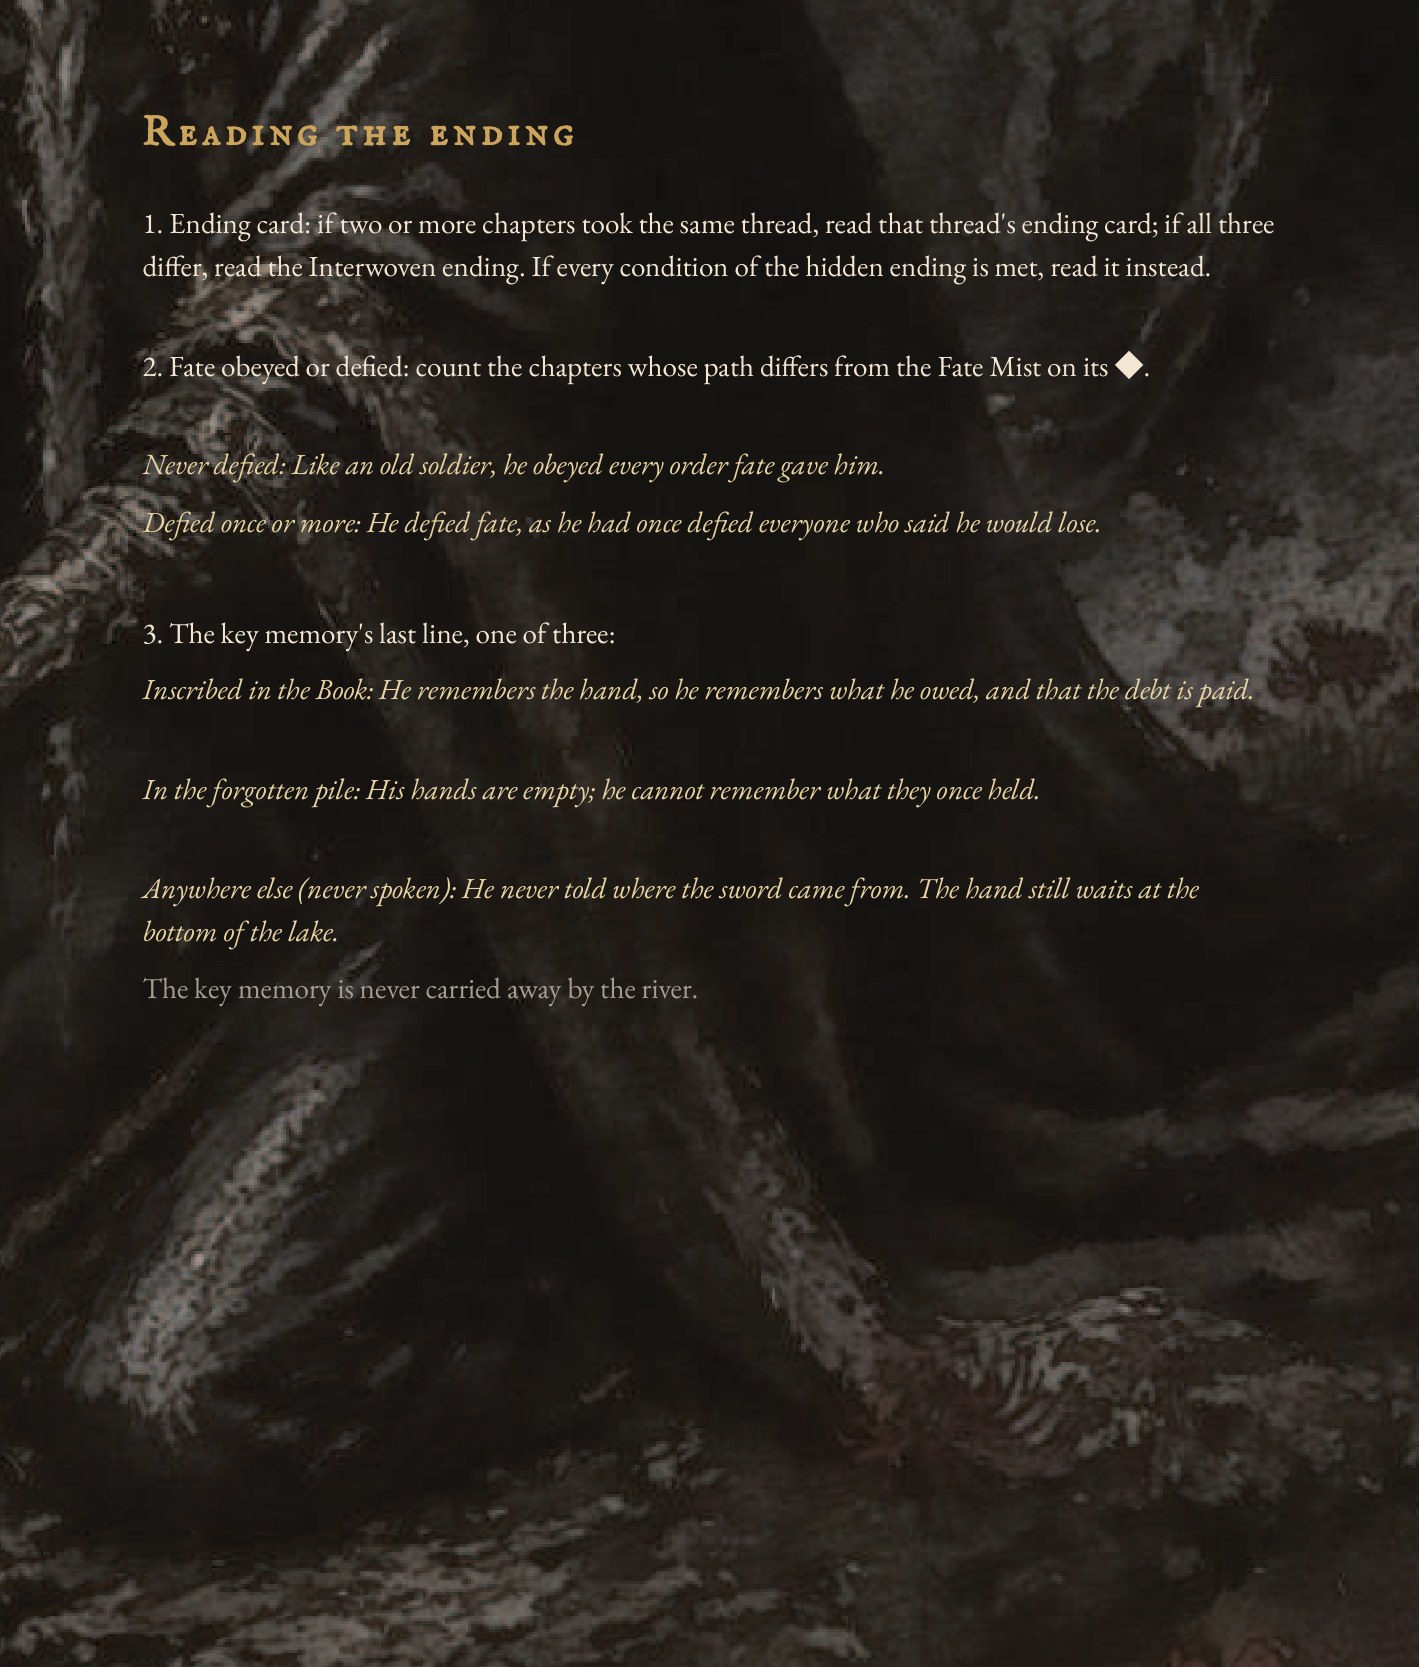 Reading the ending
1. Ending card: if two or more chapters took the same thread, read that thread's ending card; if all three
differ, read the Interwoven ending. If every condition of the hidden ending is met, read it instead.
2. Fate obeyed or defied: count the chapters whose path differs from the Fate Mist on its ◆.
Never defied: Like an old soldier, he obeyed every order fate gave him.
Defied once or more: He defied fate, as he had once defied everyone who said he would lose.
3. The key memory's last line, one of three:
Inscribed in the Book: He remembers the hand, so he remembers what he owed, and that the debt is paid.
In the forgotten pile: His hands are empty; he cannot remember what they once held.
Anywhere else (never spoken): He never told where the sword came from. The hand still waits at the
bottom of the lake.
The key memory is never carried away by the river.